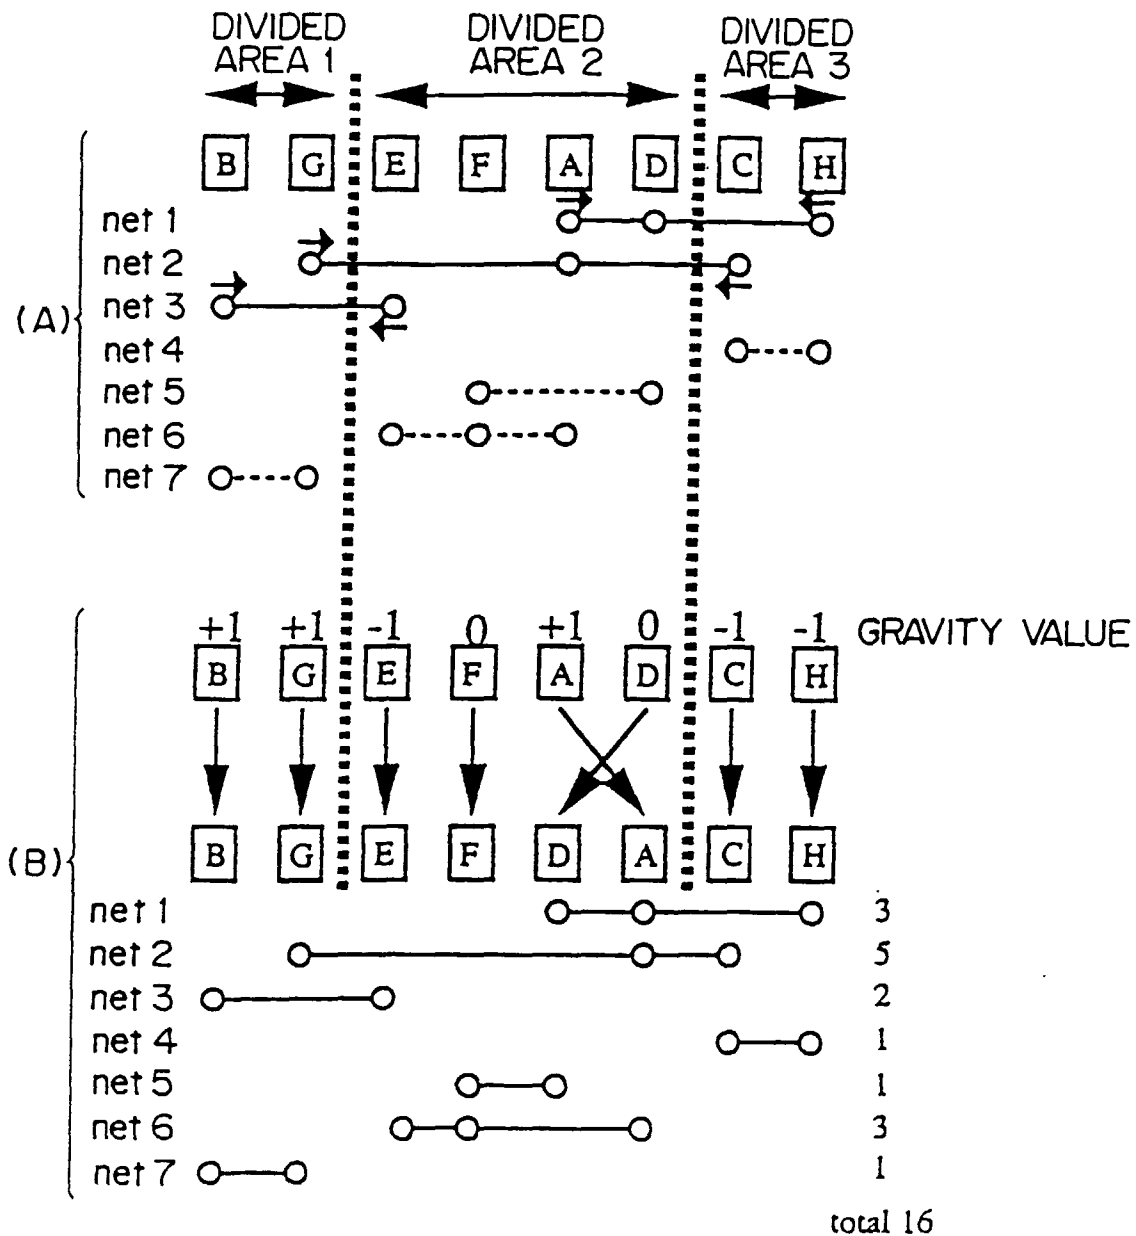 DIVIDED AREA 1
DIVIDED AREA 2
DIVIDED AREA 3
(A)
B G E F A D C H
net 1
net 2
net 3
net 4
net 5
net 6
net 7
+1 +1 -1 0 +1 0 -1 -1 GRAVITY VALUE
B G E F A D C H
(B)
B G E F D A C H
net 1 3
net 2 5
net 3 2
net 4 1
net 5 1
net 6 3
net 7 1
total 16